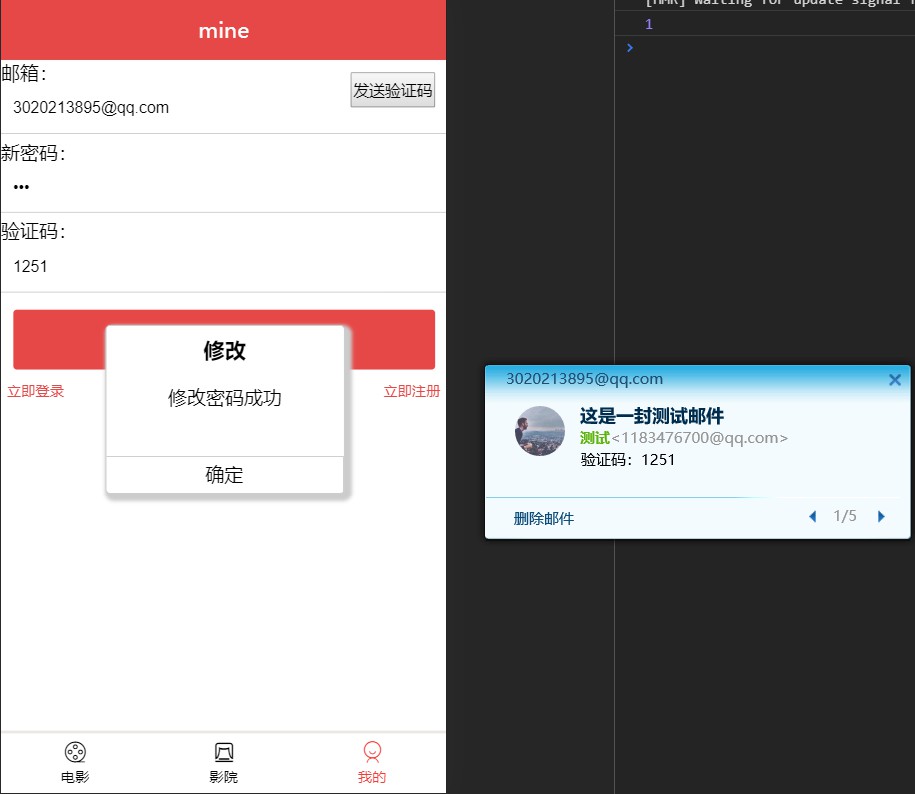 mine
邮箱：
发送验证码
3020213895@qq.com
新密码：
•••
验证码：
1251
修改
修改密码成功
确定
立即登录
立即注册
电影
影院
我的
[HMR] Waiting for update signal f
1
3020213895@qq.com
这是一封测试邮件
测试<1183476700@qq.com>
验证码：1251
删除邮件
1/5